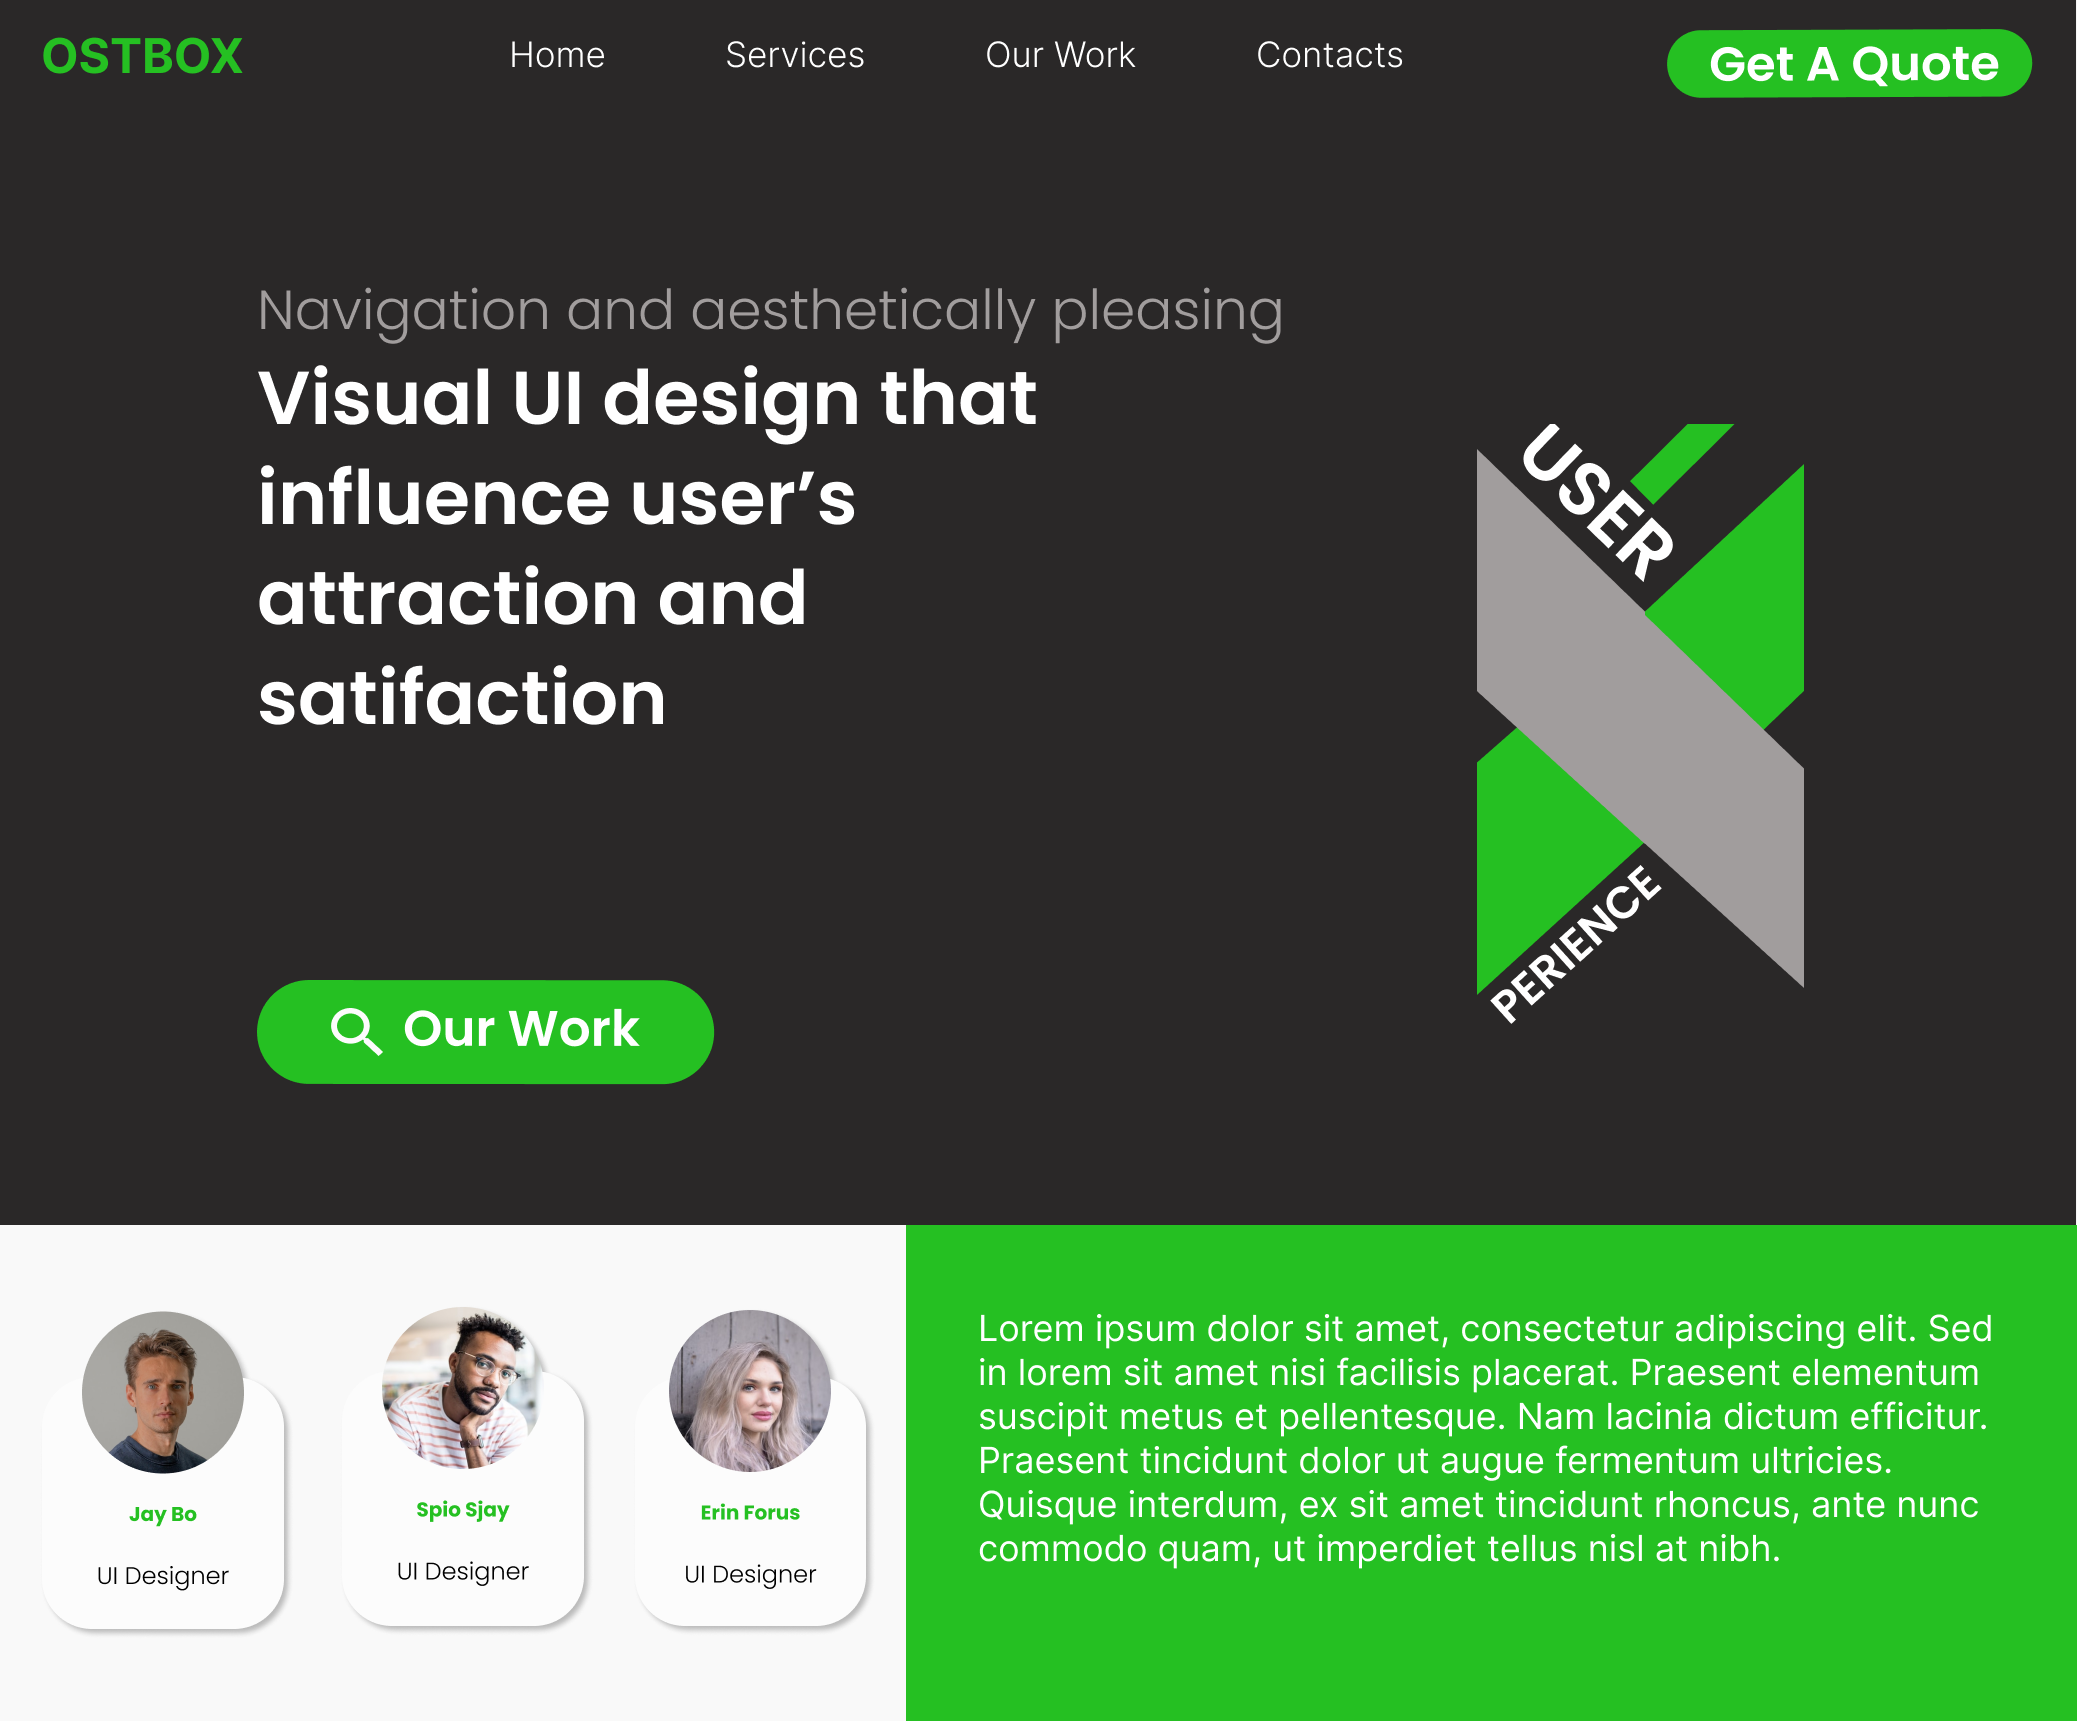 OSTBOX
Home
Services
Our Work
Contacts
Get A Quote
Navigation and aesthetically pleasing
Visual UI design that
influence user’s
attraction and
satifaction
USER
PERIENCE
Our Work
Jay Bo
UI Designer
Spio Sjay
UI Designer
Erin Forus
UI Designer
Lorem ipsum dolor sit amet, consectetur adipiscing elit. Sed
in lorem sit amet nisi facilisis placerat. Praesent elementum
suscipit metus et pellentesque. Nam lacinia dictum efficitur.
Praesent tincidunt dolor ut augue fermentum ultricies.
Quisque interdum, ex sit amet tincidunt rhoncus, ante nunc
commodo quam, ut imperdiet tellus nisl at nibh.